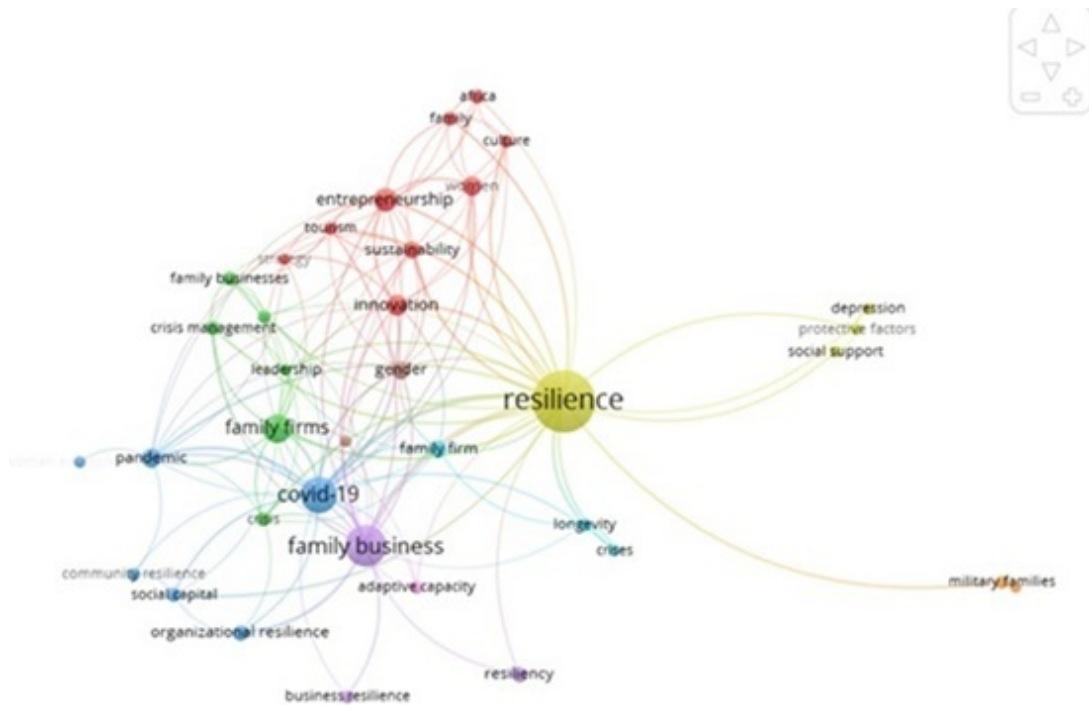 africa
family
culture
women
entrepreneurship
tourism
sustainability
family businesses
innovation
depression
crisis management
protective factors
social support
leadership
gender
resilience
family firms
family firm
pandemic
covid-19
crisis
longevity
family business
crises
community resilience
adaptive capacity
military families
social capital
organizational resilience
resiliency
business resilience